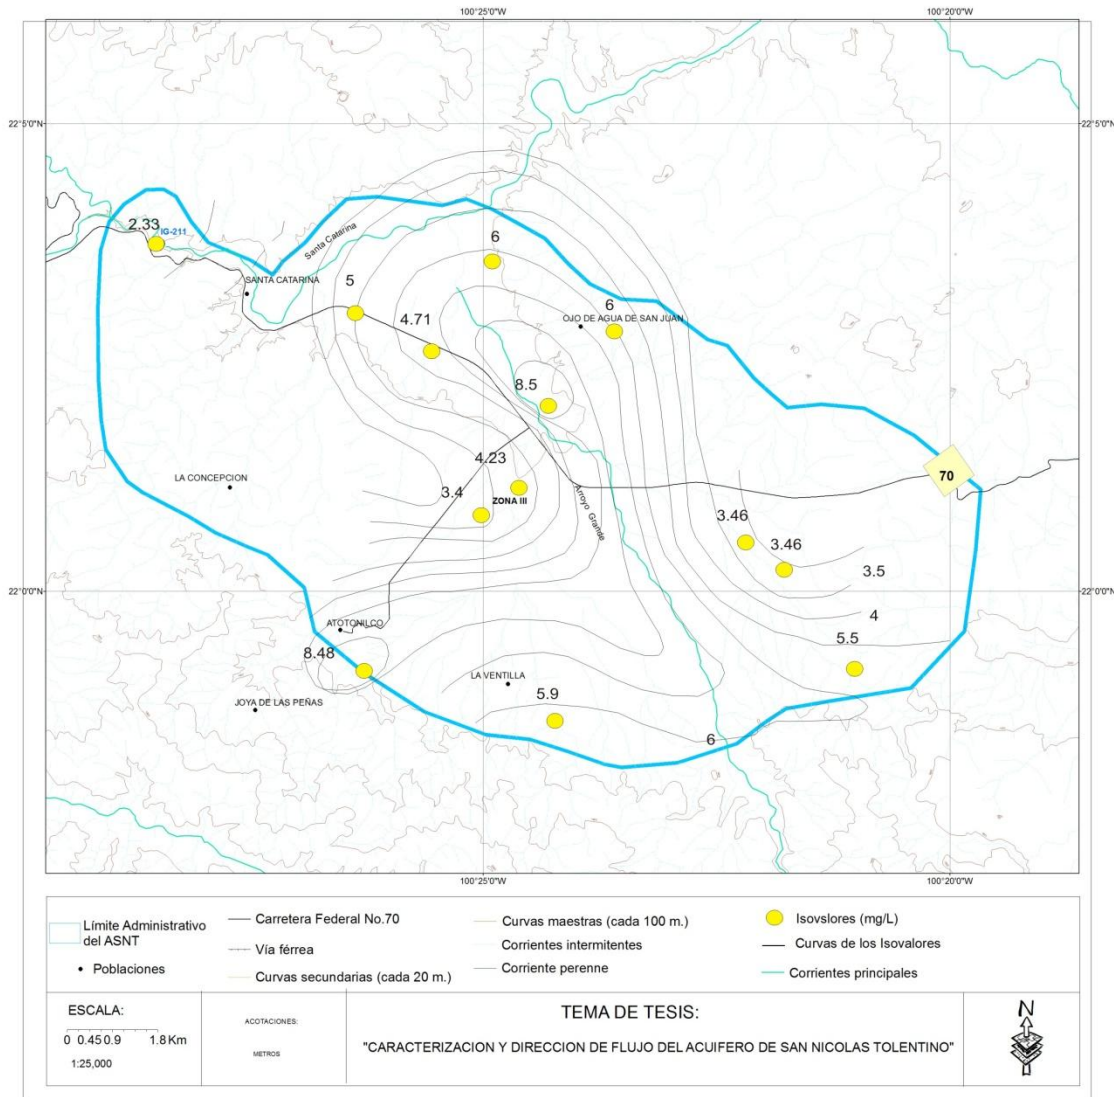 100°25'0"W
100°20'0"W
22°5'0"N
22°5'0"N
2.33
IG-211
Santa Catarina
6
SANTA CATARINA
5
4.71
6
OJO DE AGUA DE SAN JUAN
8.5
4.23
LA CONCEPCION
3.4
ZONA III
Arroyo Grande
70
3.46
3.46
3.5
22°0'0"N
22°0'0"N
4
ATOTONILCO
8.48
5.5
LA VENTILLA
5.9
JOYA DE LAS PEÑAS
6
100°25'0"W
100°20'0"W
Límite Administrativo
del ASNT
Poblaciones
Carretera Federal No.70
Vía férrea
Curvas secundarias (cada 20 m.)
Curvas maestras (cada 100 m.)
Corrientes intermitentes
Corriente perenne
Isovslores (mg/L)
Curvas de los Isovalores
Corrientes principales
ESCALA:
0 0.45 0.9 1.8 Km
1:25,000
ACOTACIONES:
METROS
TEMA DE TESIS:
"CARACTERIZACION Y DIRECCION DE FLUJO DEL ACUIFERO DE SAN NICOLAS TOLENTINO"
N